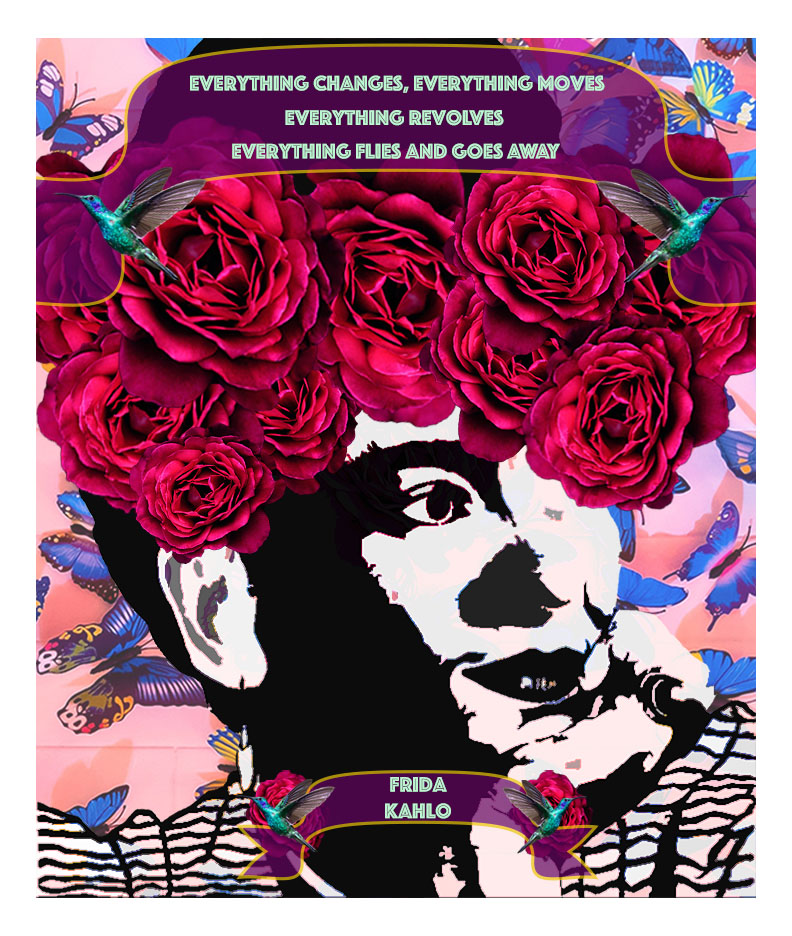 EVERYTHING CHANGES, EVERYTHING MOVES
EVERYTHING REVOLVES
EVERYTHING FLIES AND GOES AWAY
FRIDA
KAHLO